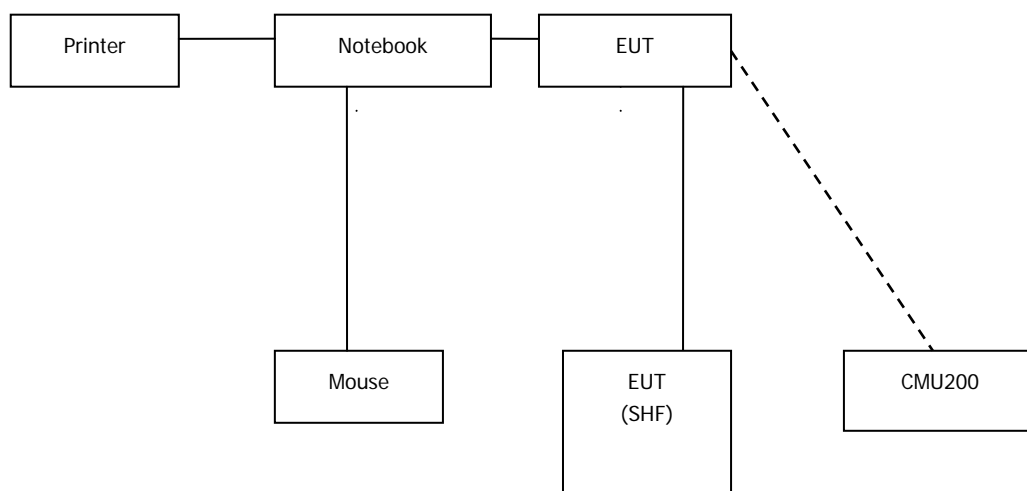 Printer
Notebook
EUT
Mouse
EUT
(SHF)
CMU200